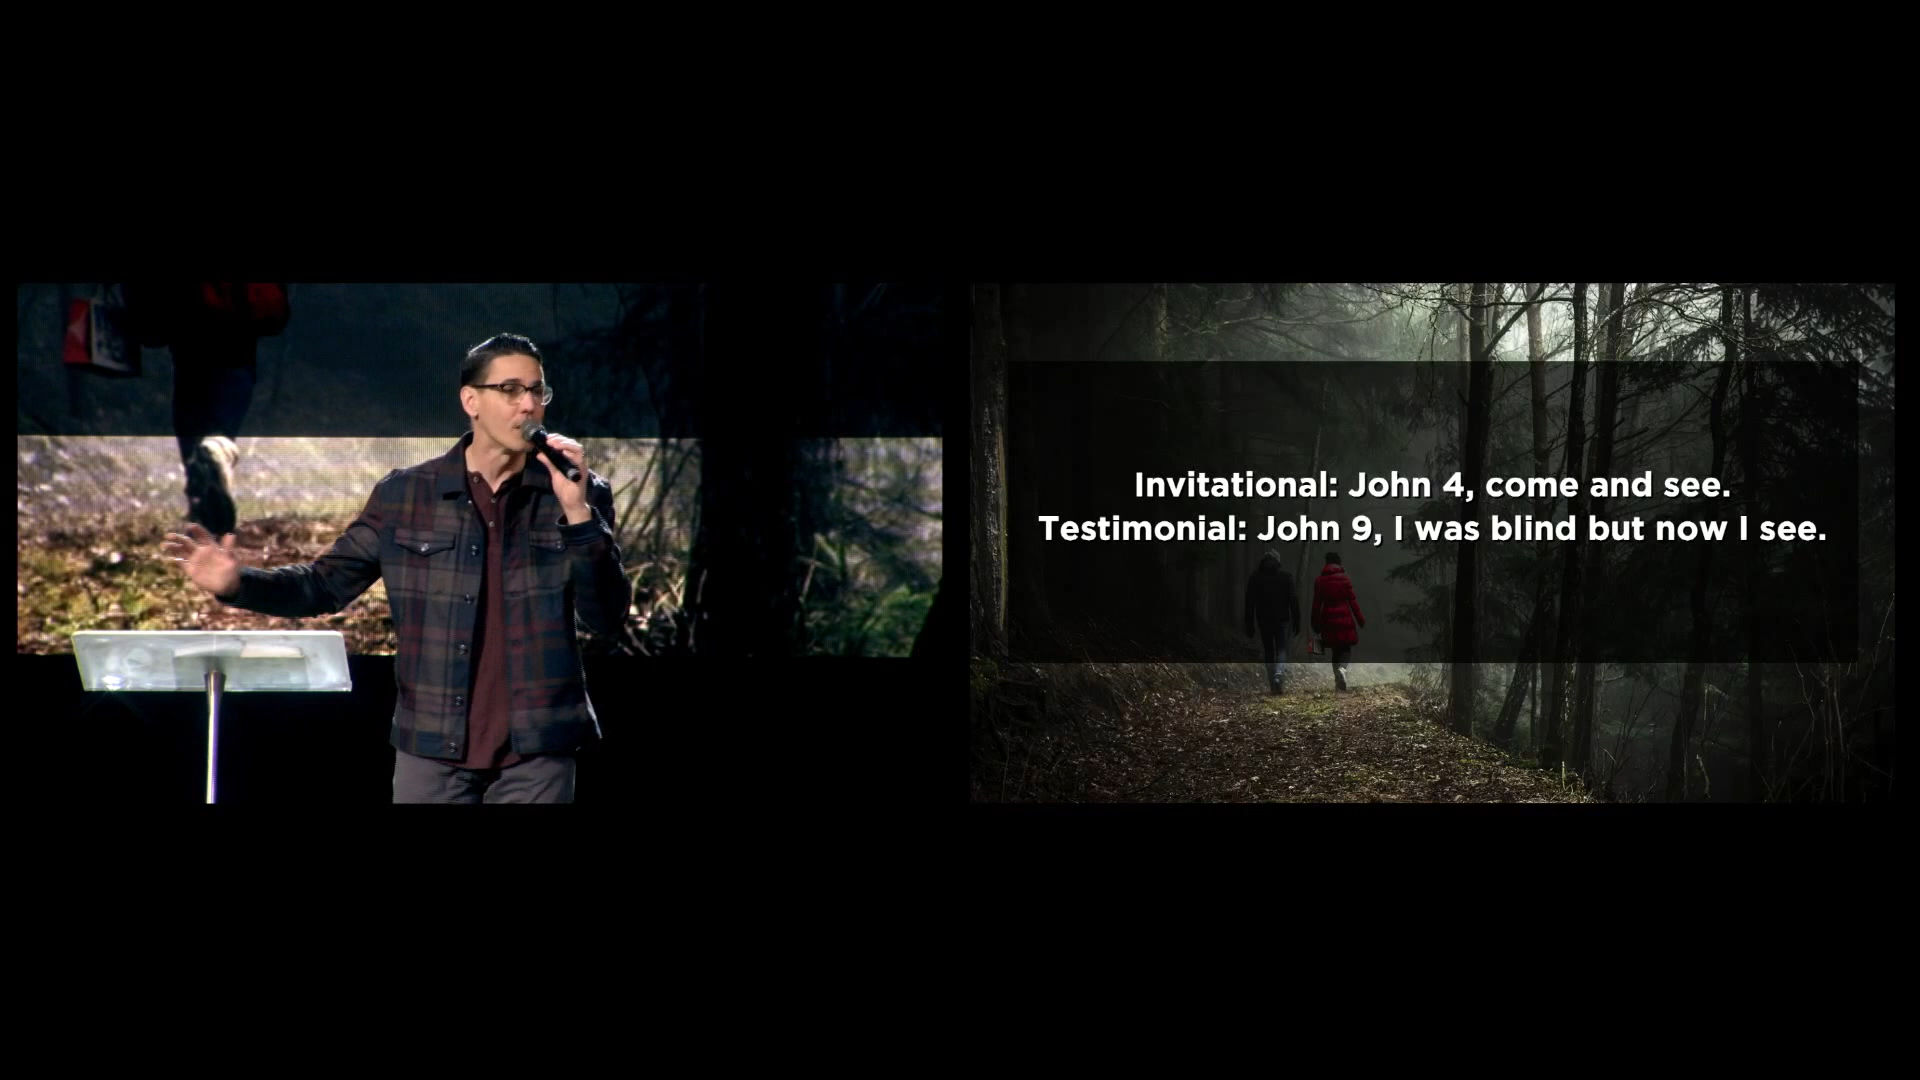 Invitational: John 4, come and see.
Testimonial: John 9, I was blind but now I see.